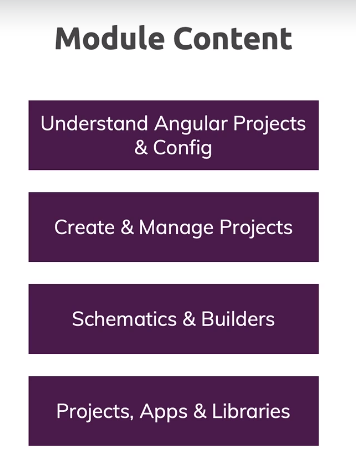 Module Content
Understand Angular Projects
& Config
Create & Manage Projects
Schematics & Builders
Projects, Apps & Libraries